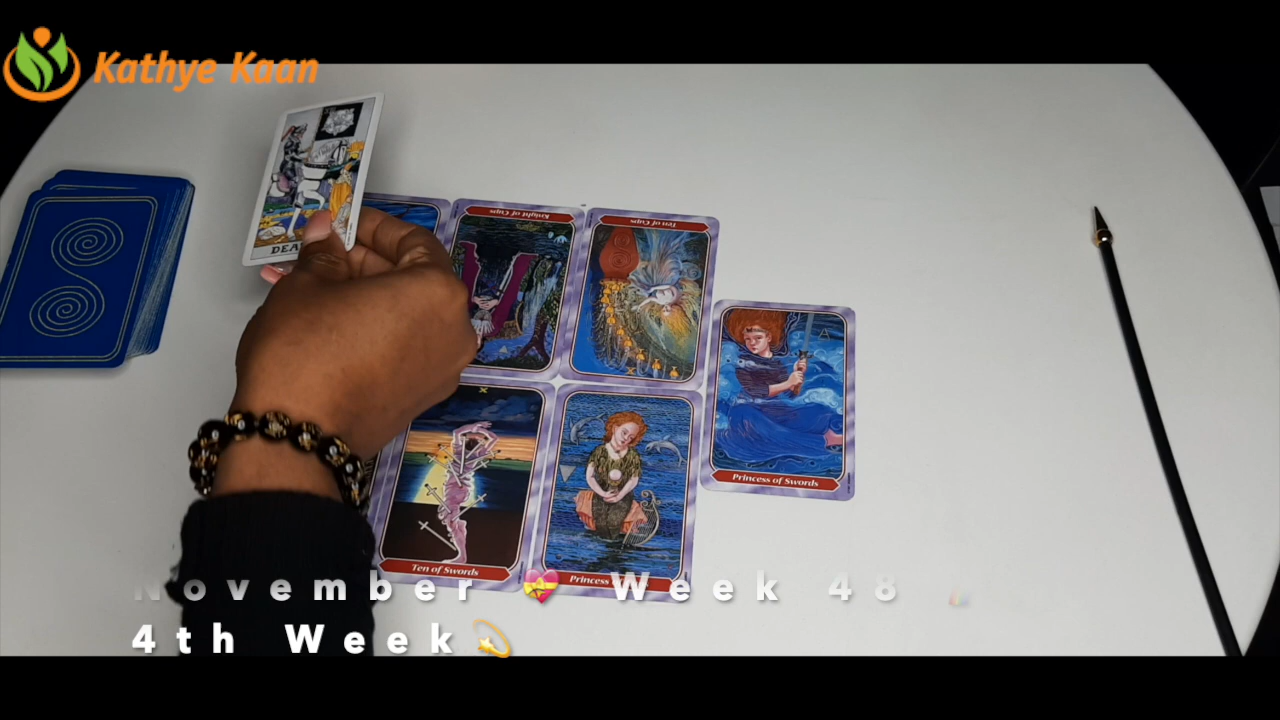 Kathye Kaan
DEA
Knight of Cups
Ten of Cups
Princess of Swords
Ten of Swords
Princess
November 💝 Week 48
4th Week💫